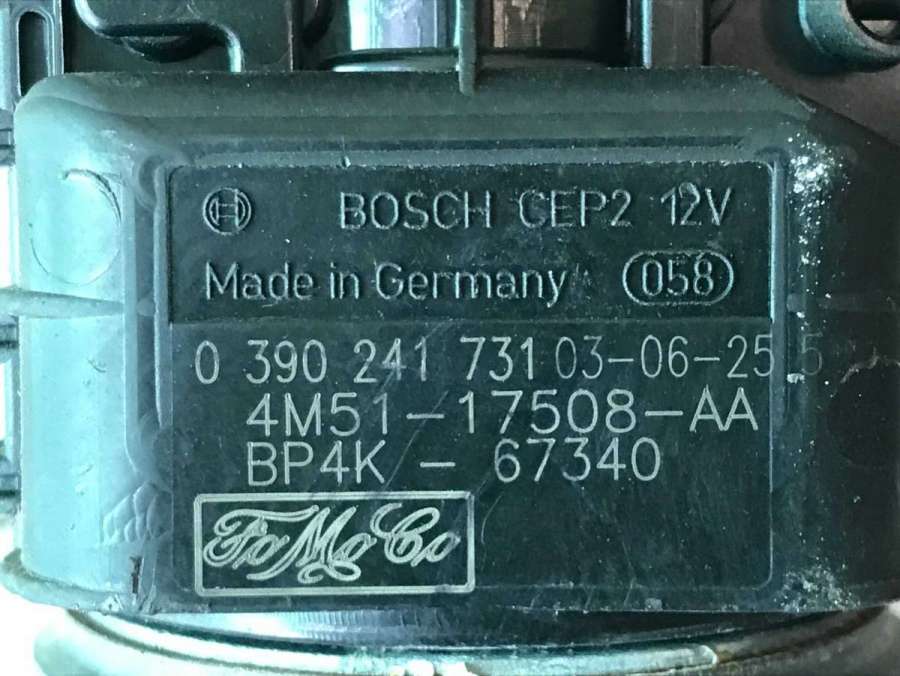 BOSCH CEP2 12V
Made in Germany 058
0 390 241 731 03-06-25 5
4M51-17508-AA
BP4K - 67340
FoMoCo